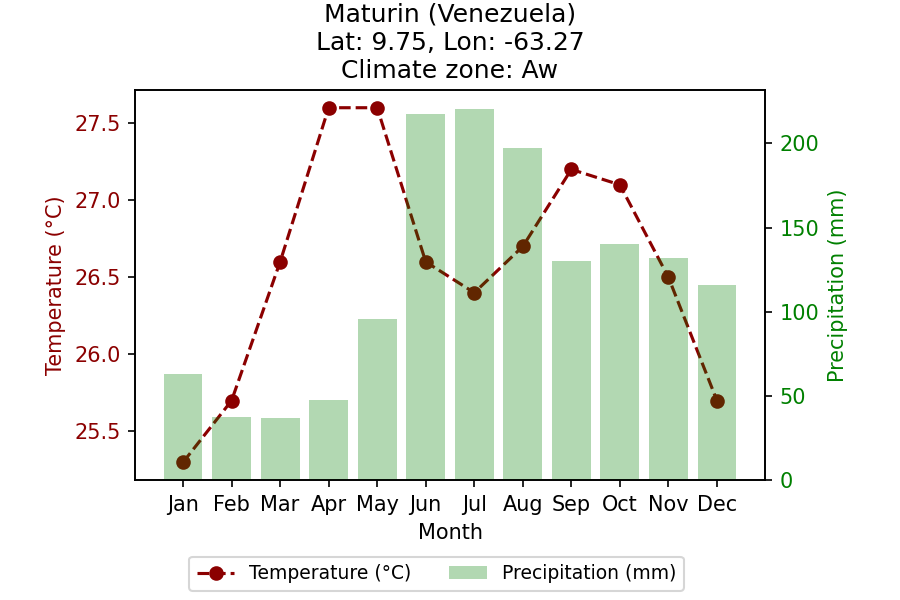 Maturin (Venezuela)
Lat: 9.75, Lon: -63.27
Climate zone: Aw
27.5
27.0
26.5
26.0
25.5
Temperature (°C)
200
150
100
50
0
Precipitation (mm)
Jan Feb Mar Apr May Jun Jul Aug Sep Oct Nov Dec
Month
Temperature (°C) Precipitation (mm)